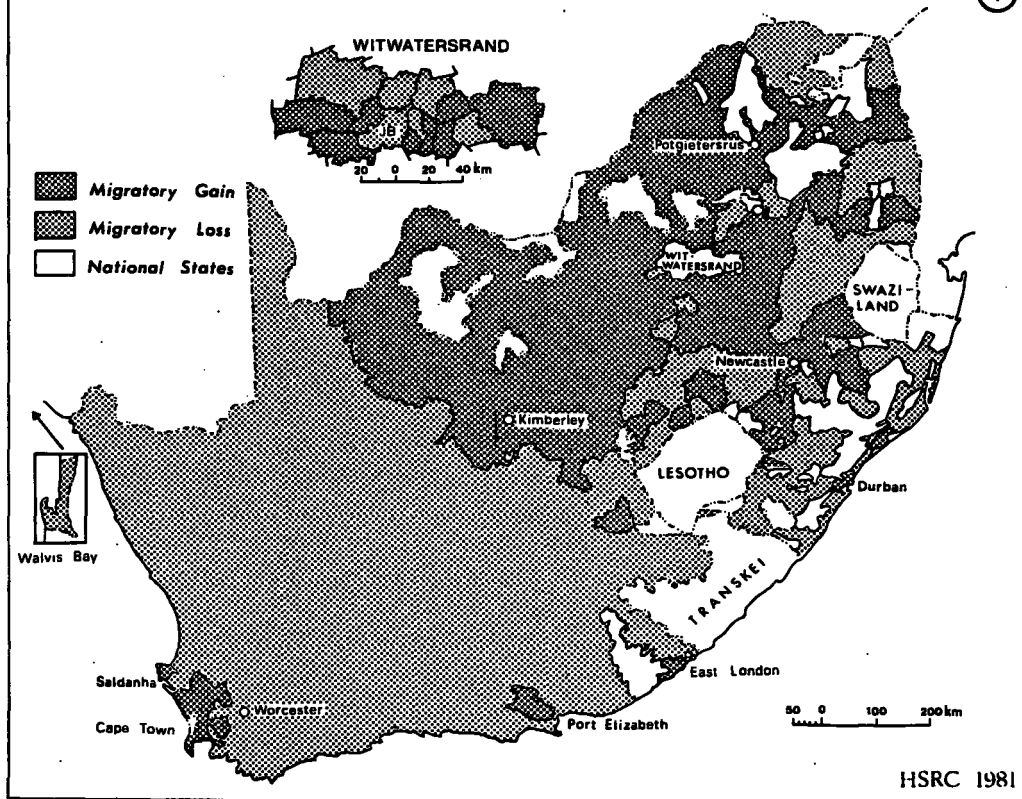 WITWATERSRAND
JB
20 0 20 40 km
Migratory Gain
Migratory Loss
National States
Potgietersrus
WIT-
WATERSRAND
SWAZI-
LAND
Newcastle
Kimberley
LESOTHO
Durban
Walvis Bay
TRANSKEI
East London
Saldanha
Worcester
Cape Town
Port Elizabeth
50 0 100 200 km
HSRC 1981